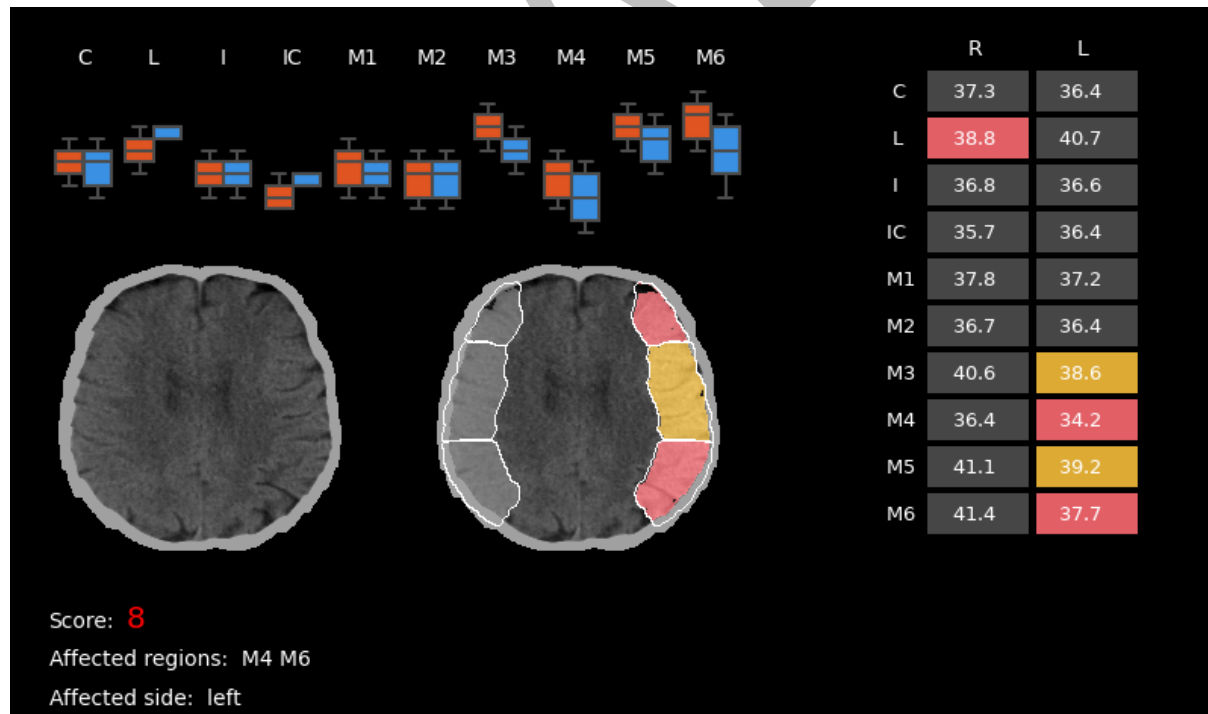 C L I IC M1 M2 M3 M4 M5 M6
R L
C 37.3 36.4
L 38.8 40.7
I 36.8 36.6
IC 35.7 36.4
M1 37.8 37.2
M2 36.7 36.4
M3 40.6 38.6
M4 36.4 34.2
M5 41.1 39.2
M6 41.4 37.7
Score: 8
Affected regions: M4 M6
Affected side: left